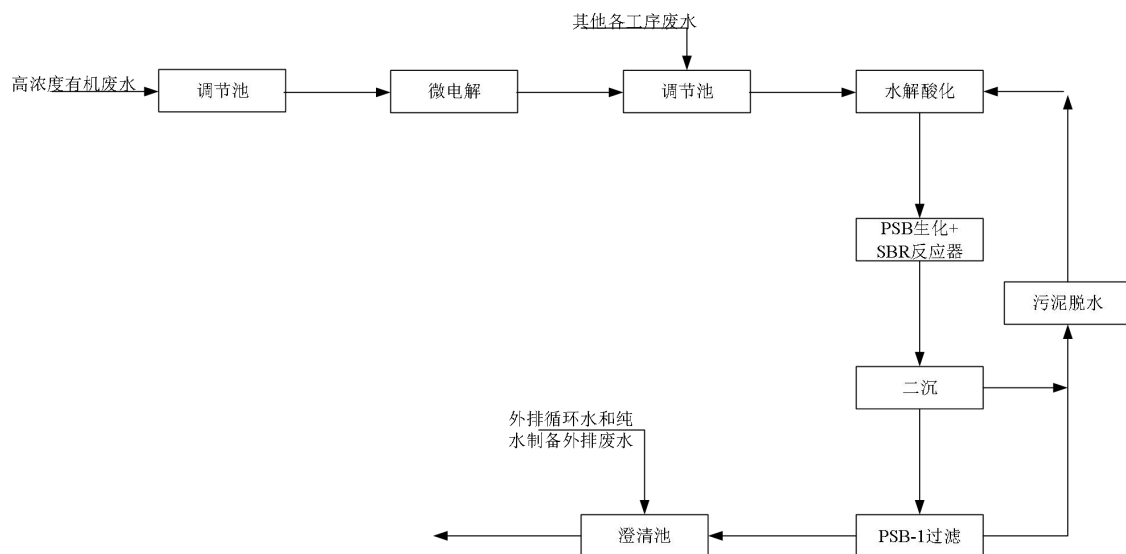 其他各工序废水
高浓度有机废水
调节池
微电解
调节池
水解酸化
PSB生化+
SBR反应器
污泥脱水
二沉
外排循环水和纯
水制备外排废水
澄清池
PSB-1过滤